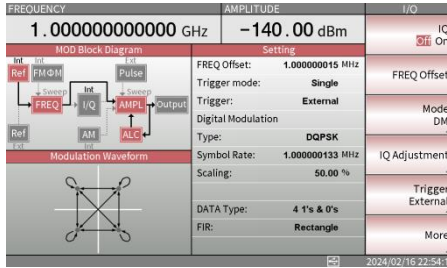 FREQUENCY
AMPLITUDE
I/Q
1.000000000000 GHz
-140.00 dBm
MOD Block Diagram
Int
Ref
Int
FMΦM
Ext
Pulse
Sweep
Int
Sweep
FREQ
I/Q
AMPL
Output
Ref
Ext
AM
Int
ALC
Modulation Waveform
Setting
FREQ Offset: 1.000000015 MHz
Trigger mode: Single
Trigger: External
Digital Modulation
Type: DQPSK
Symbol Rate: 1.000000133 MHz
Scaling: 50.00 %
DATA Type: 4 1's & 0's
FIR: Rectangle
IQ
Off On
FREQ Offset
Mode
DM
IQ Adjustment
Trigger
External
More
2024/02/16 22:54:1